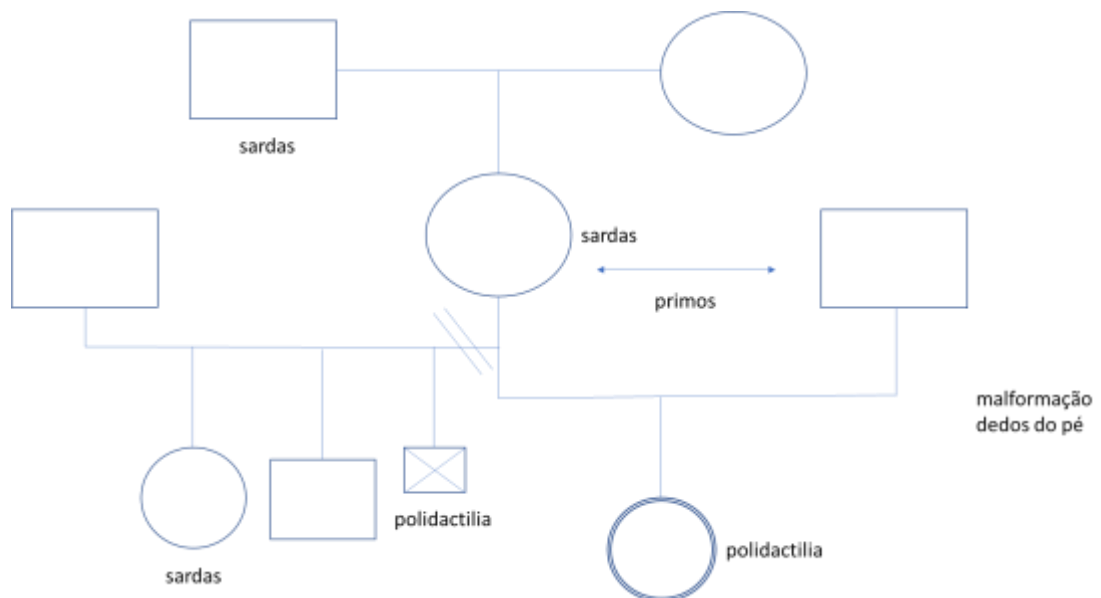 sardas
sardas
primos
malformação
dedos do pé
polidactilia
polidactilia
sardas